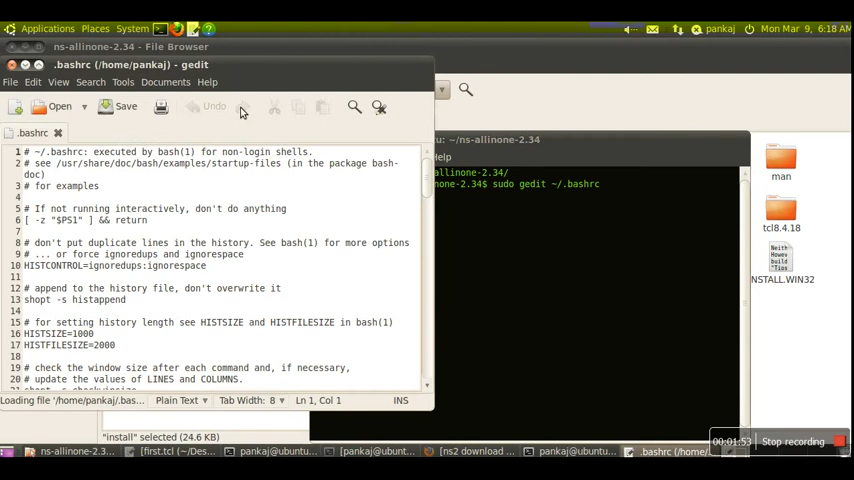 Applications Places System pankaj Mon Mar 9, 6:18 AM
ns-allinone-2.34 - File Browser
.bashrc (/home/pankaj) - gedit
File Edit View Search Tools Documents Help
Open Save Undo
.bashrc
tu: ~/ns-allinone-2.34
Help
allinone-2.34/
one-2.34$ sudo gedit ~/.bashrc
1 # ~/.bashrc: executed by bash(1) for non-login shells.
2 # see /usr/share/doc/bash/examples/startup-files (in the package bash-
doc)
3 # for examples
4
5 # If not running interactively, don't do anything
6 [ -z "$PS1" ] && return
7
8 # don't put duplicate lines in the history. See bash(1) for more options
9 # ... or force ignoredups and ignorespace
10 HISTCONTROL=ignoredups:ignorespace
11
12 # append to the history file, don't overwrite it
13 shopt -s histappend
14
15 # for setting history length see HISTSIZE and HISTFILESIZE in bash(1)
16 HISTSIZE=1000
17 HISTFILESIZE=2000
18
19 # check the window size after each command and, if necessary,
20 # update the values of LINES and COLUMNS.
Loading file '/home/pankaj/.bas... Plain Text Tab Width: 8 Ln 1, Col 1 INS
man
tcl8.4.18
Neith
Howev
build
"Tips
NSTALL.WIN32
"install" selected (24.6 KB)
00:01:53 Stop recording
ns-allinone-2.3... [first.tcl (~/Des... pankaj@ubuntu... [pankaj@ubuntu... [ns2 download ... pankaj@ubuntu... .bashrc (/home/...